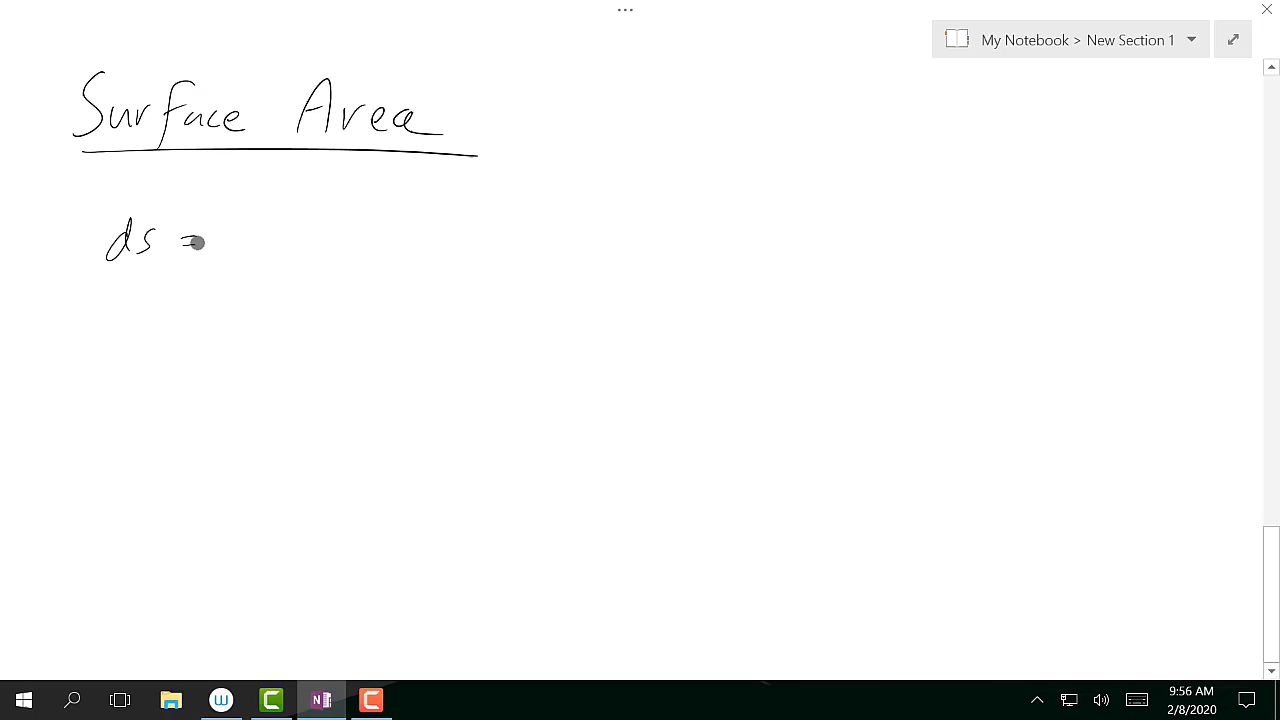 My Notebook > New Section 1
Surface Area
ds =
9:56 AM
2/8/2020